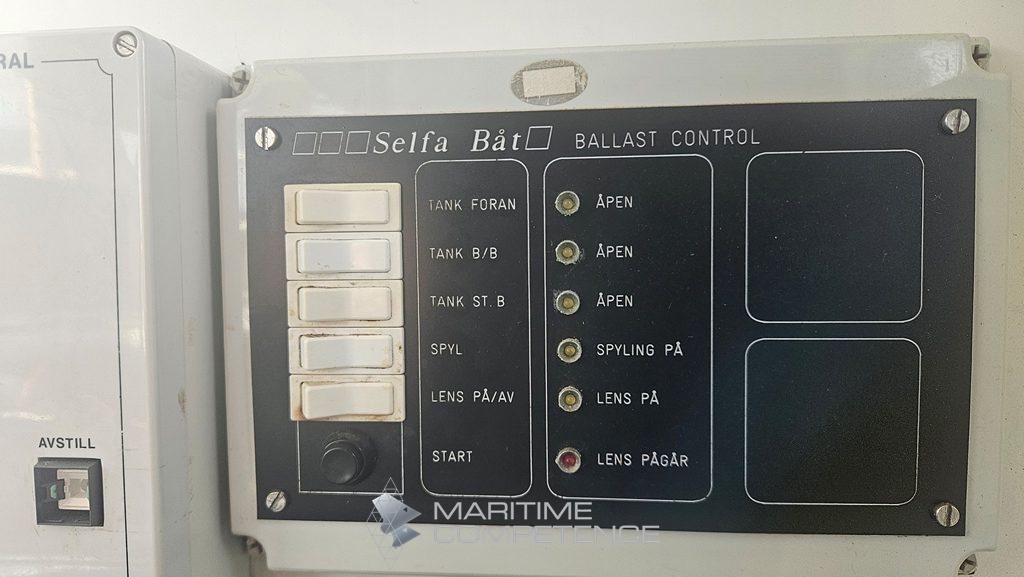 RAL
Selfa Båt BALLAST CONTROL
TANK FORAN ÅPEN
TANK B/B ÅPEN
TANK ST.B ÅPEN
SPYL SPYLING PÅ
LENS PÅ/AV LENS PÅ
START LENS PÅGÅR
AVSTILL
MARITIME
COMPETENCE